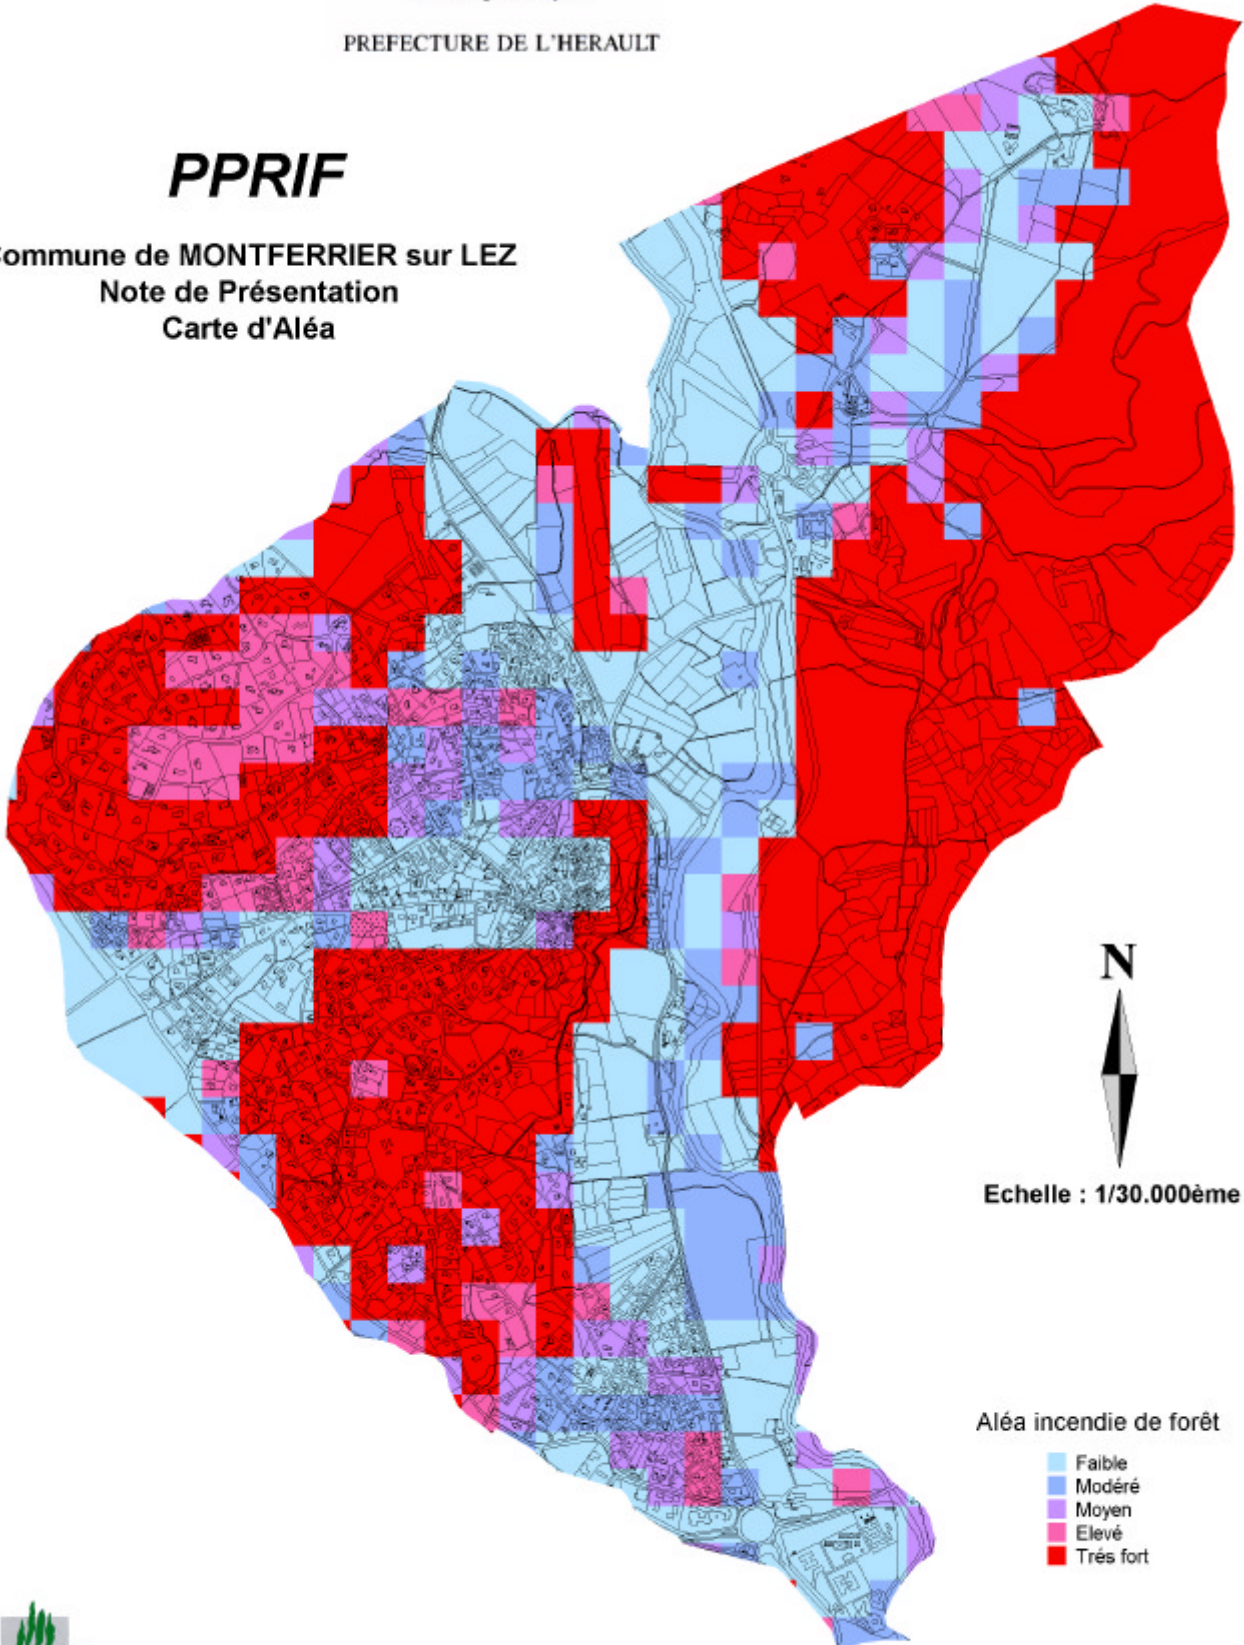 PREFECTURE DE L'HERAULT
PPRIF
Commune de MONTFERRIER sur LEZ
Note de Présentation
Carte d'Aléa
N
Echelle : 1/30.000ème
Aléa incendie de forêt
Faible
Modéré
Moyen
Elevé
Trés fort